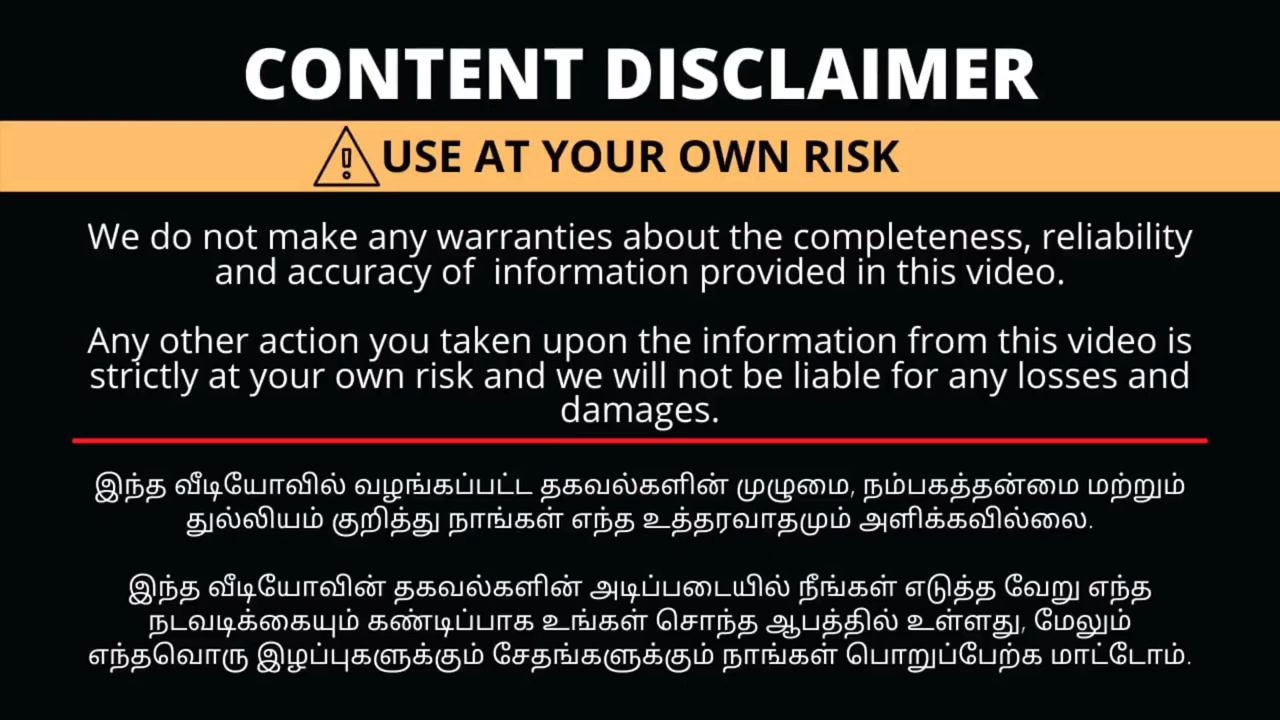 CONTENT DISCLAIMER
USE AT YOUR OWN RISK
We do not make any warranties about the completeness, reliability
and accuracy of  information provided in this video.
Any other action you taken upon the information from this video is
strictly at your own risk and we will not be liable for any losses and
damages.
இந்த வீடியோவில் வழங்கப்பட்ட தகவல்களின் முழுமை, நம்பகத்தன்மை மற்றும்
துல்லியம் குறித்து நாங்கள் எந்த உத்தரவாதமும் அளிக்கவில்லை.
இந்த வீடியோவின் தகவல்களின் அடிப்படையில் நீங்கள் எடுத்த வேறு எந்த
நடவடிக்கையும் கண்டிப்பாக உங்கள் சொந்த ஆபத்தில் உள்ளது, மேலும்
எந்தவொரு இழப்புகளுக்கும் சேதங்களுக்கும் நாங்கள் பொறுப்பேற்க மாட்டோம்.